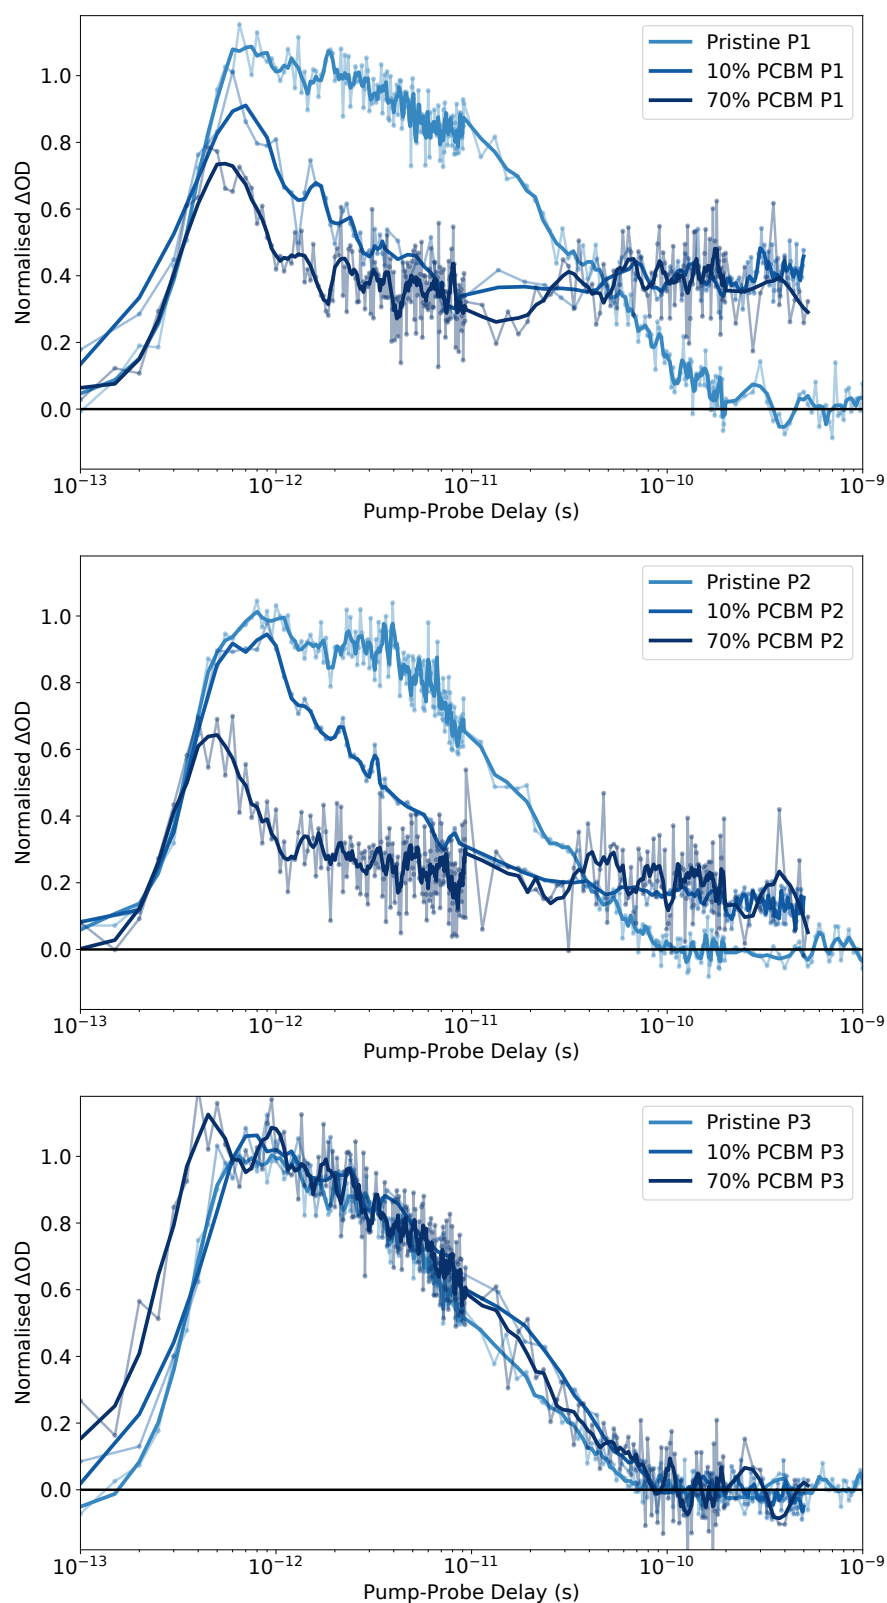 Normalised ΔOD
1.0
0.8
0.6
0.4
0.2
0.0
Pristine P1
10% PCBM P1
70% PCBM P1
10⁻¹³ 10⁻¹² 10⁻¹¹ 10⁻¹⁰ 10⁻⁹
Pump-Probe Delay (s)
Normalised ΔOD
1.0
0.8
0.6
0.4
0.2
0.0
Pristine P2
10% PCBM P2
70% PCBM P2
10⁻¹³ 10⁻¹² 10⁻¹¹ 10⁻¹⁰ 10⁻⁹
Pump-Probe Delay (s)
Normalised ΔOD
1.0
0.8
0.6
0.4
0.2
0.0
Pristine P3
10% PCBM P3
70% PCBM P3
10⁻¹³ 10⁻¹² 10⁻¹¹ 10⁻¹⁰ 10⁻⁹
Pump-Probe Delay (s)